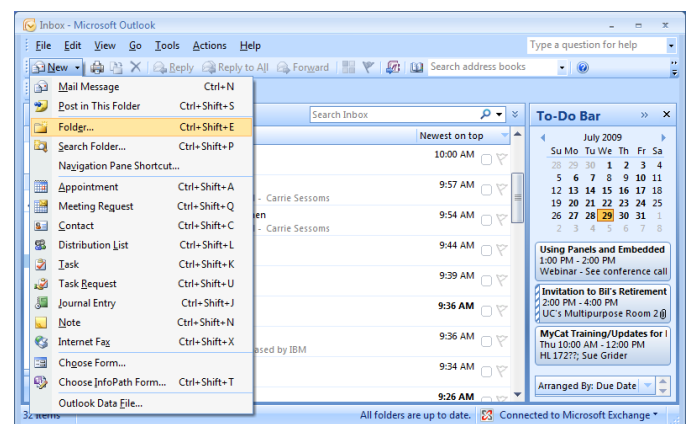 Inbox - Microsoft Outlook
File Edit View Go Tools Actions Help
Type a question for help
New Reply Reply to All Forward Search address books
Mail Message Ctrl+N
Post in This Folder Ctrl+Shift+S
Folder... Ctrl+Shift+E
Search Folder... Ctrl+Shift+P
Navigation Pane Shortcut...
Appointment Ctrl+Shift+A
Meeting Request Ctrl+Shift+Q
Contact Ctrl+Shift+C
Distribution List Ctrl+Shift+L
Task Ctrl+Shift+K
Task Request Ctrl+Shift+U
Journal Entry Ctrl+Shift+J
Note Ctrl+Shift+N
Internet Fax Ctrl+Shift+X
Choose Form...
Choose InfoPath Form... Ctrl+Shift+T
Outlook Data File...
Search Inbox
Newest on top
10:00 AM
9:57 AM
- Carrie Sessoms
nen 9:54 AM
- Carrie Sessoms
9:44 AM
9:39 AM
9:36 AM
9:36 AM
ased by IBM
9:34 AM
9:26 AM
To-Do Bar
July 2009
Su Mo Tu We Th Fr Sa
28 29 30 1 2 3 4
5 6 7 8 9 10 11
12 13 14 15 16 17 18
19 20 21 22 23 24 25
26 27 28 29 30 31 1
2 3 4 5 6 7 8
Using Panels and Embedded
1:00 PM - 2:00 PM
Webinar - See conference call
Invitation to Bil's Retirement
2:00 PM - 4:00 PM
UC's Multipurpose Room 2
MyCat Training/Updates for
Thu 10:00 AM - 12:00 PM
HL 172??; Sue Grider
Arranged By: Due Date
32 Items All folders are up to date. Connected to Microsoft Exchange